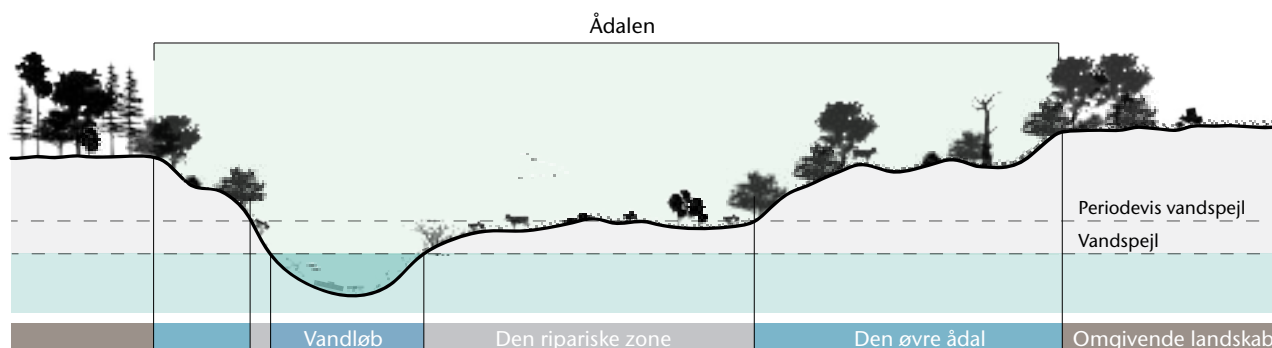 Ådalen
Periodevis vandspejl
Vandspejl
Vandløb
Den ripariske zone
Den øvre ådal
Omgivende landskab